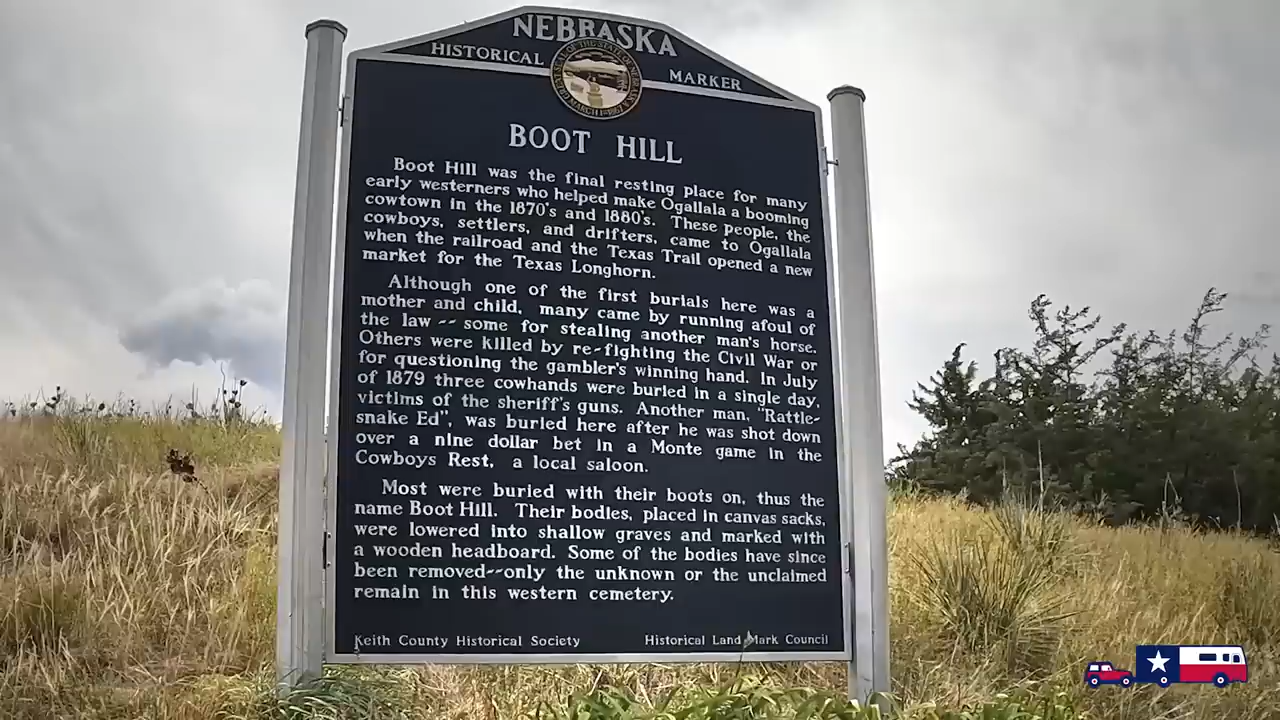 NEBRASKA
HISTORICAL MARKER
BOOT HILL
Boot Hill was the final resting place for many
early westerners who helped make Ogallala a booming
cowtown in the 1870's and 1880's. These people, the
cowboys, settlers, and drifters, came to Ogallala
when the railroad and the Texas Trail opened a new
market for the Texas Longhorn.
Although one of the first burials here was a
mother and child, many came by running afoul of
the law -- some for stealing another man's horse.
Others were killed by re-fighting the Civil War or
for questioning the gambler's winning hand. In July
of 1879 three cowhands were buried in a single day,
victims of the sheriff's guns. Another man, "Rattle-
snake Ed", was buried here after he was shot down
over a nine dollar bet in a Monte game in the
Cowboys Rest, a local saloon.
Most were buried with their boots on, thus the
name Boot Hill. Their bodies, placed in canvas sacks,
were lowered into shallow graves and marked with
a wooden headboard. Some of the bodies have since
been removed--only the unknown or the unclaimed
remain in this western cemetery.
Keith County Historical Society Historical Land Mark Council